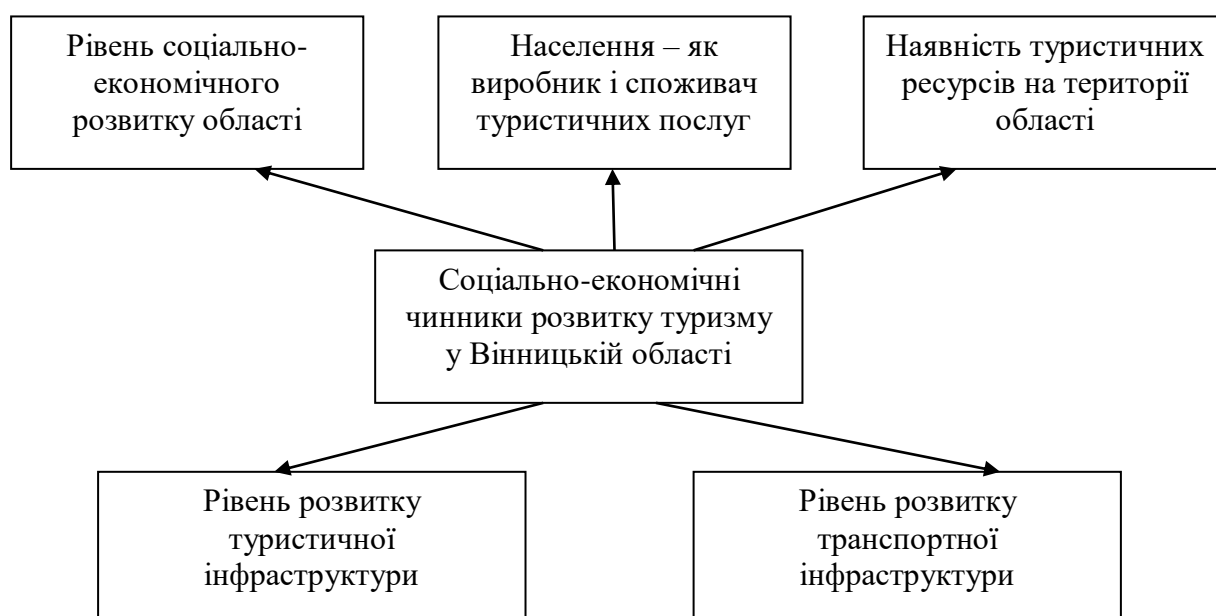 Рівень соціально-
економічного
розвитку області
Населення – як
виробник і споживач
туристичних послуг
Наявність туристичних
ресурсів на території
області
Соціально-економічні
чинники розвитку туризму
у Вінницькій області
Рівень розвитку
туристичної
інфраструктури
Рівень розвитку
транспортної
інфраструктури